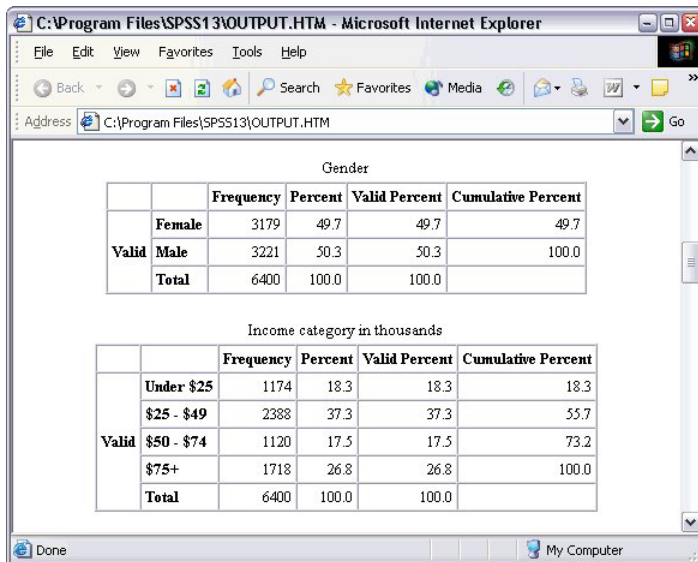 C:\Program Files\SPSS13\OUTPUT.HTM - Microsoft Internet Explorer
File Edit View Favorites Tools Help
Back Search Favorites Media »
Address C:\Program Files\SPSS13\OUTPUT.HTM Go
Gender
Frequency Percent Valid Percent Cumulative Percent
Female 3179 49.7 49.7 49.7
Valid Male 3221 50.3 50.3 100.0
Total 6400 100.0 100.0
Income category in thousands
Frequency Percent Valid Percent Cumulative Percent
Under $25 1174 18.3 18.3 18.3
$25 - $49 2388 37.3 37.3 55.7
Valid $50 - $74 1120 17.5 17.5 73.2
$75+ 1718 26.8 26.8 100.0
Total 6400 100.0 100.0
Done My Computer